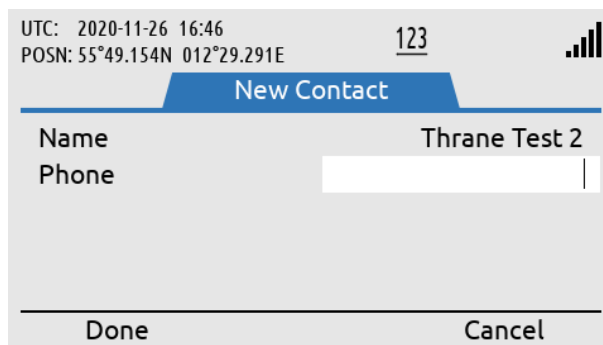 UTC: 2020-11-26 16:46
POSN: 55°49.154N 012°29.291E
123
New Contact
Name Thrane Test 2
Phone
Done Cancel